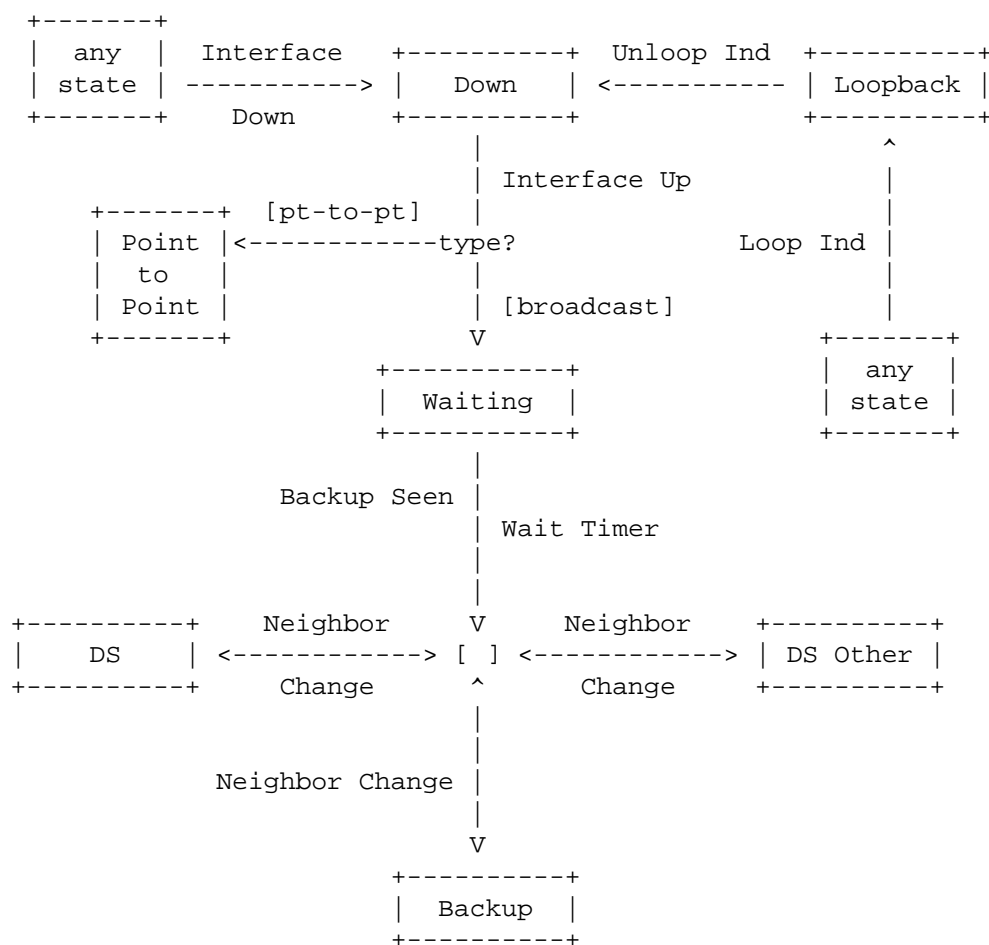 any Interface Unloop Ind
state Down Loopback
Down
Interface Up
[pt-to-pt]
Point type? Loop Ind
to
Point [broadcast]
any
Waiting state
Backup Seen
Wait Timer
Neighbor Neighbor
DS [ ] DS Other
Change Change
Neighbor Change
Backup